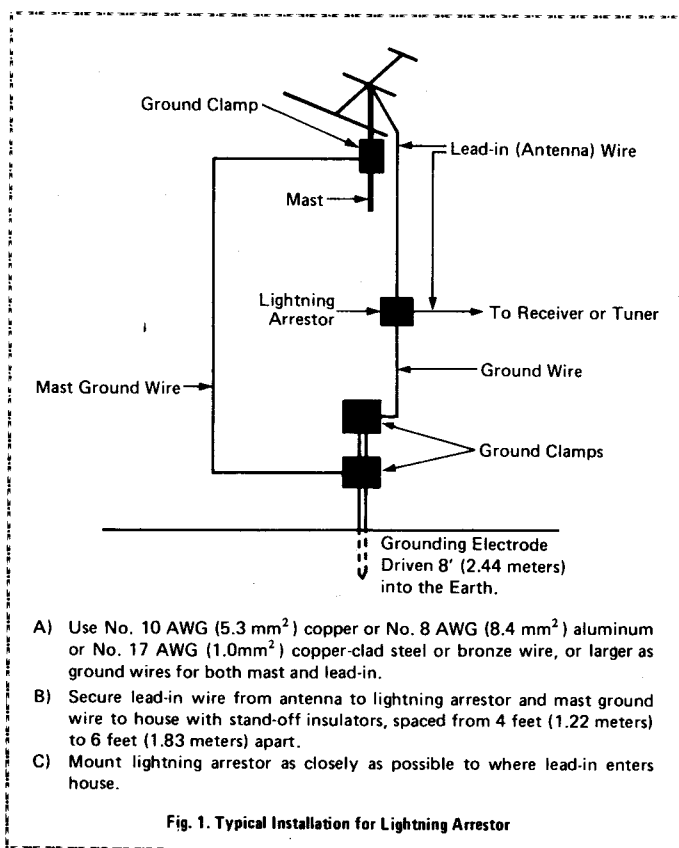 Ground Clamp
Lead-in (Antenna) Wire
Mast
Lightning
Arrestor
To Receiver or Tuner
Ground Wire
Mast Ground Wire
Ground Clamps
Grounding Electrode
Driven 8' (2.44 meters)
into the Earth.
A) Use No. 10 AWG (5.3 mm²) copper or No. 8 AWG (8.4 mm²) aluminum
or No. 17 AWG (1.0mm²) copper-clad steel or bronze wire, or larger as
ground wires for both mast and lead-in.
B) Secure lead-in wire from antenna to lightning arrestor and mast ground
wire to house with stand-off insulators, spaced from 4 feet (1.22 meters)
to 6 feet (1.83 meters) apart.
C) Mount lightning arrestor as closely as possible to where lead-in enters
house.
Fig. 1. Typical Installation for Lightning Arrestor